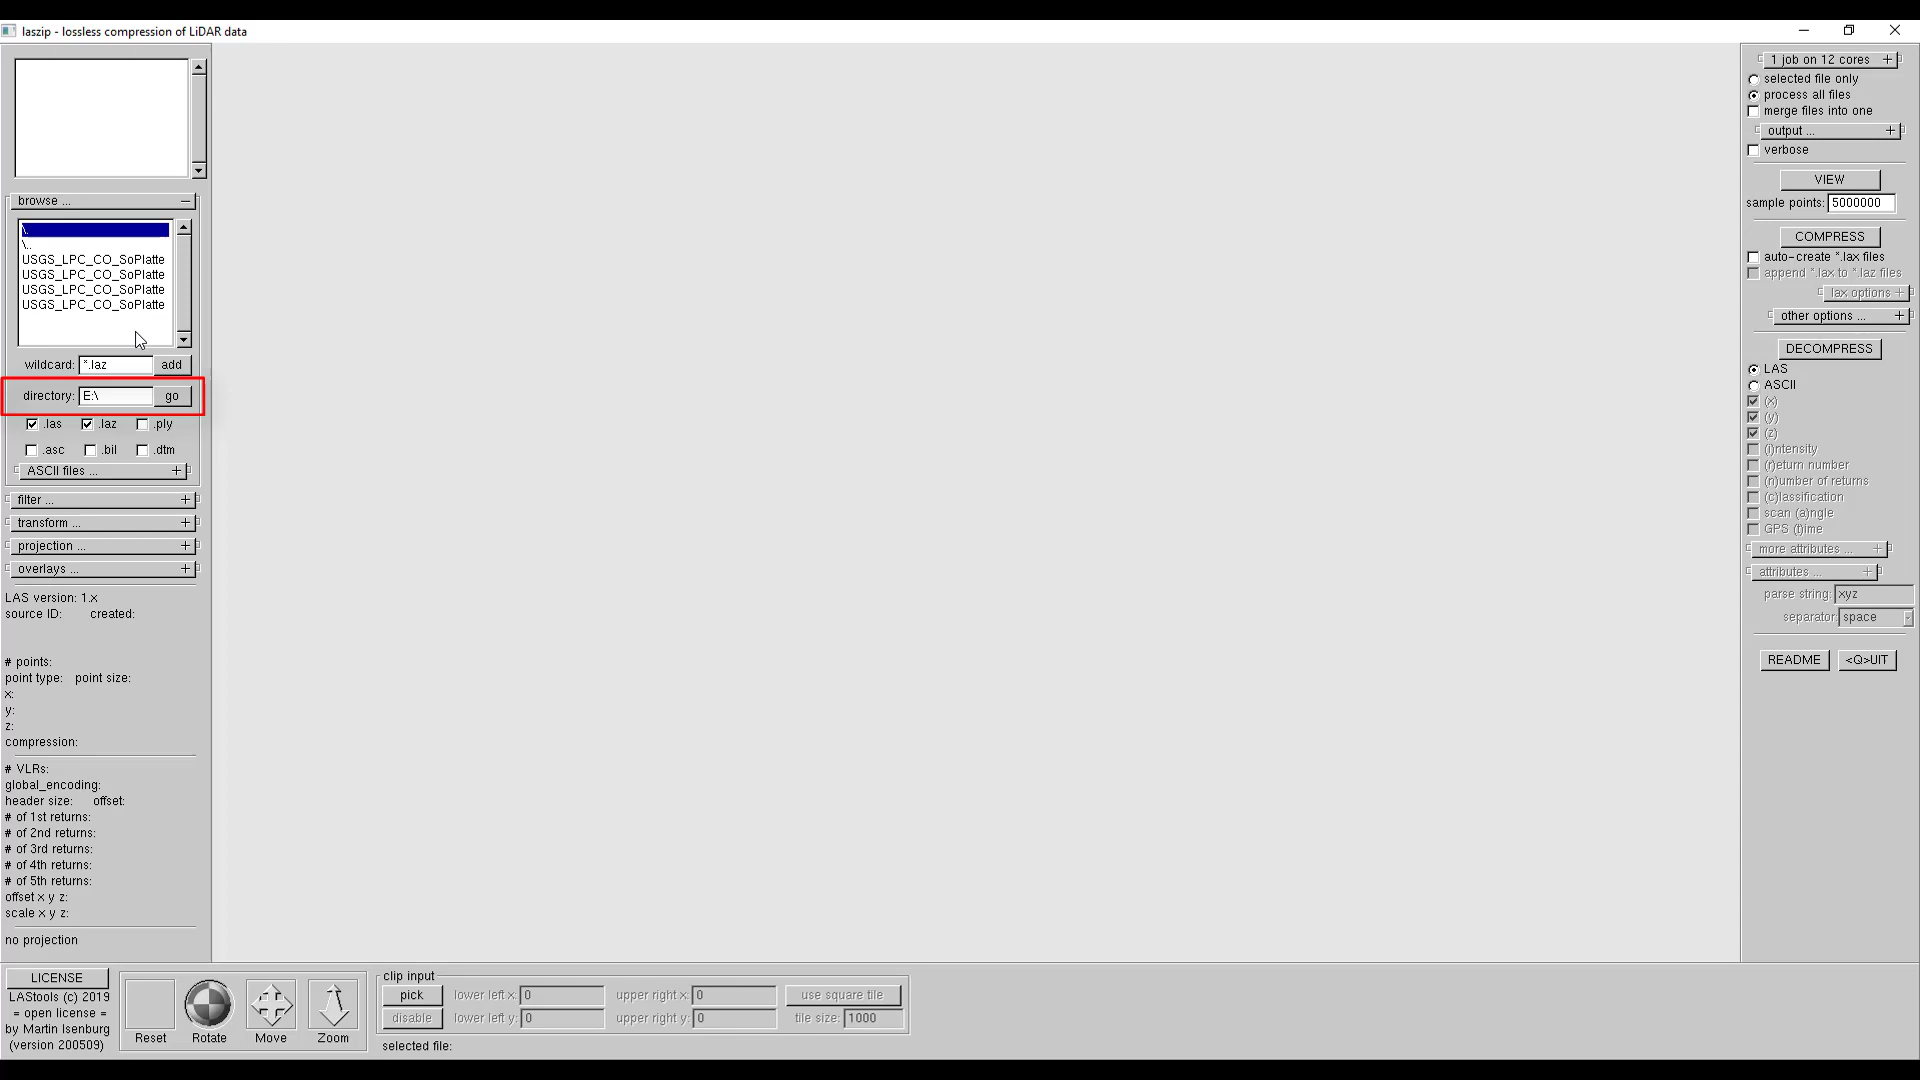 laszip - lossless compression of LiDAR data
browse ...
\.
\..
USGS_LPC_CO_SoPlatte
USGS_LPC_CO_SoPlatte
USGS_LPC_CO_SoPlatte
USGS_LPC_CO_SoPlatte
wildcard: *.laz add
directory: E:\ go
.las .laz .ply
.asc .bil .dtm
ASCII files ...
filter ...
transform ...
projection ...
overlays ...
LAS version: 1.x
source ID: created:
# points:
point type: point size:
x:
y:
z:
compression:
# VLRs:
global_encoding:
header size: offset:
# of 1st returns:
# of 2nd returns:
# of 3rd returns:
# of 4th returns:
# of 5th returns:
offset x y z:
scale x y z:
no projection
LICENSE
LAStools (c) 2019
= open license =
by Martin Isenburg
(version 200509)
Reset Rotate Move Zoom
clip input
pick lower left x: 0 upper right x: 0 use square tile
disable lower left y: 0 upper right y: 0 tile size: 1000
selected file:
1 job on 12 cores +
selected file only
process all files
merge files into one
output ... +
verbose
VIEW
sample points: 5000000
COMPRESS
auto-create *.lax files
append *.lax to *.laz files
lax options +
other options ... +
DECOMPRESS
LAS
ASCII
(x)
(y)
(z)
(i)ntensity
(r)eturn number
(n)umber of returns
(c)lassification
scan (a)ngle
GPS (t)ime
more attributes ... +
attributes ... +
parse string: xyz
separator: space
README <Q>UIT